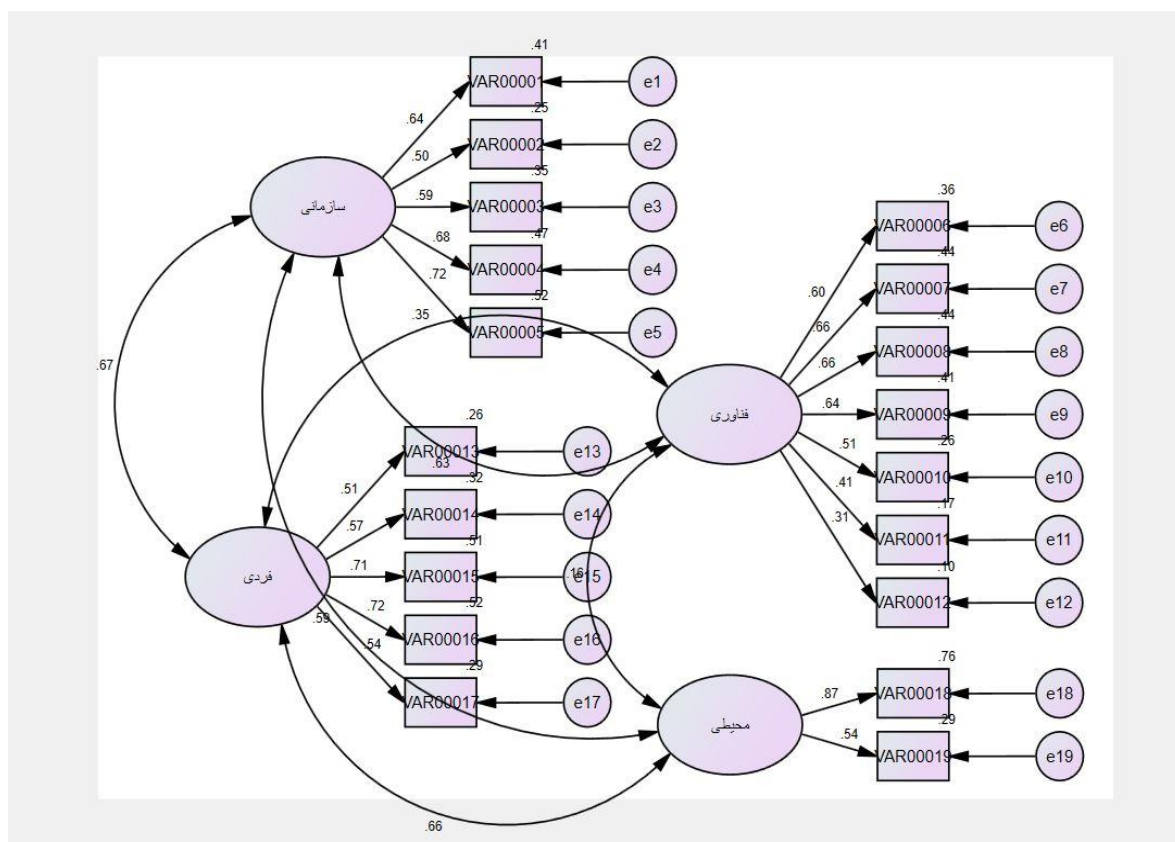 .41
VAR00001
e1
.64
.25
VAR00002
e2
.50
.35
VAR00003
e3
.59
سازمانی
.47
VAR00004
e4
.68
.52
VAR00005
e5
.72
.36
VAR00006
e6
.60
.44
VAR00007
e7
.66
.44
VAR00008
e8
.66
.41
VAR00009
e9
.64
فناوری
.26
VAR00010
e10
.51
.17
VAR00011
e11
.41
.10
VAR00012
e12
.31
.67
.35
.63
.26
VAR00013
e13
.51
.32
VAR00014
e14
.57
.51
VAR00015
e15
.71
فردی
.52
VAR00016
e16
.72
.29
VAR00017
e17
.54
.59
.16
.76
VAR00018
e18
.87
محیطی
.29
VAR00019
e19
.54
.66